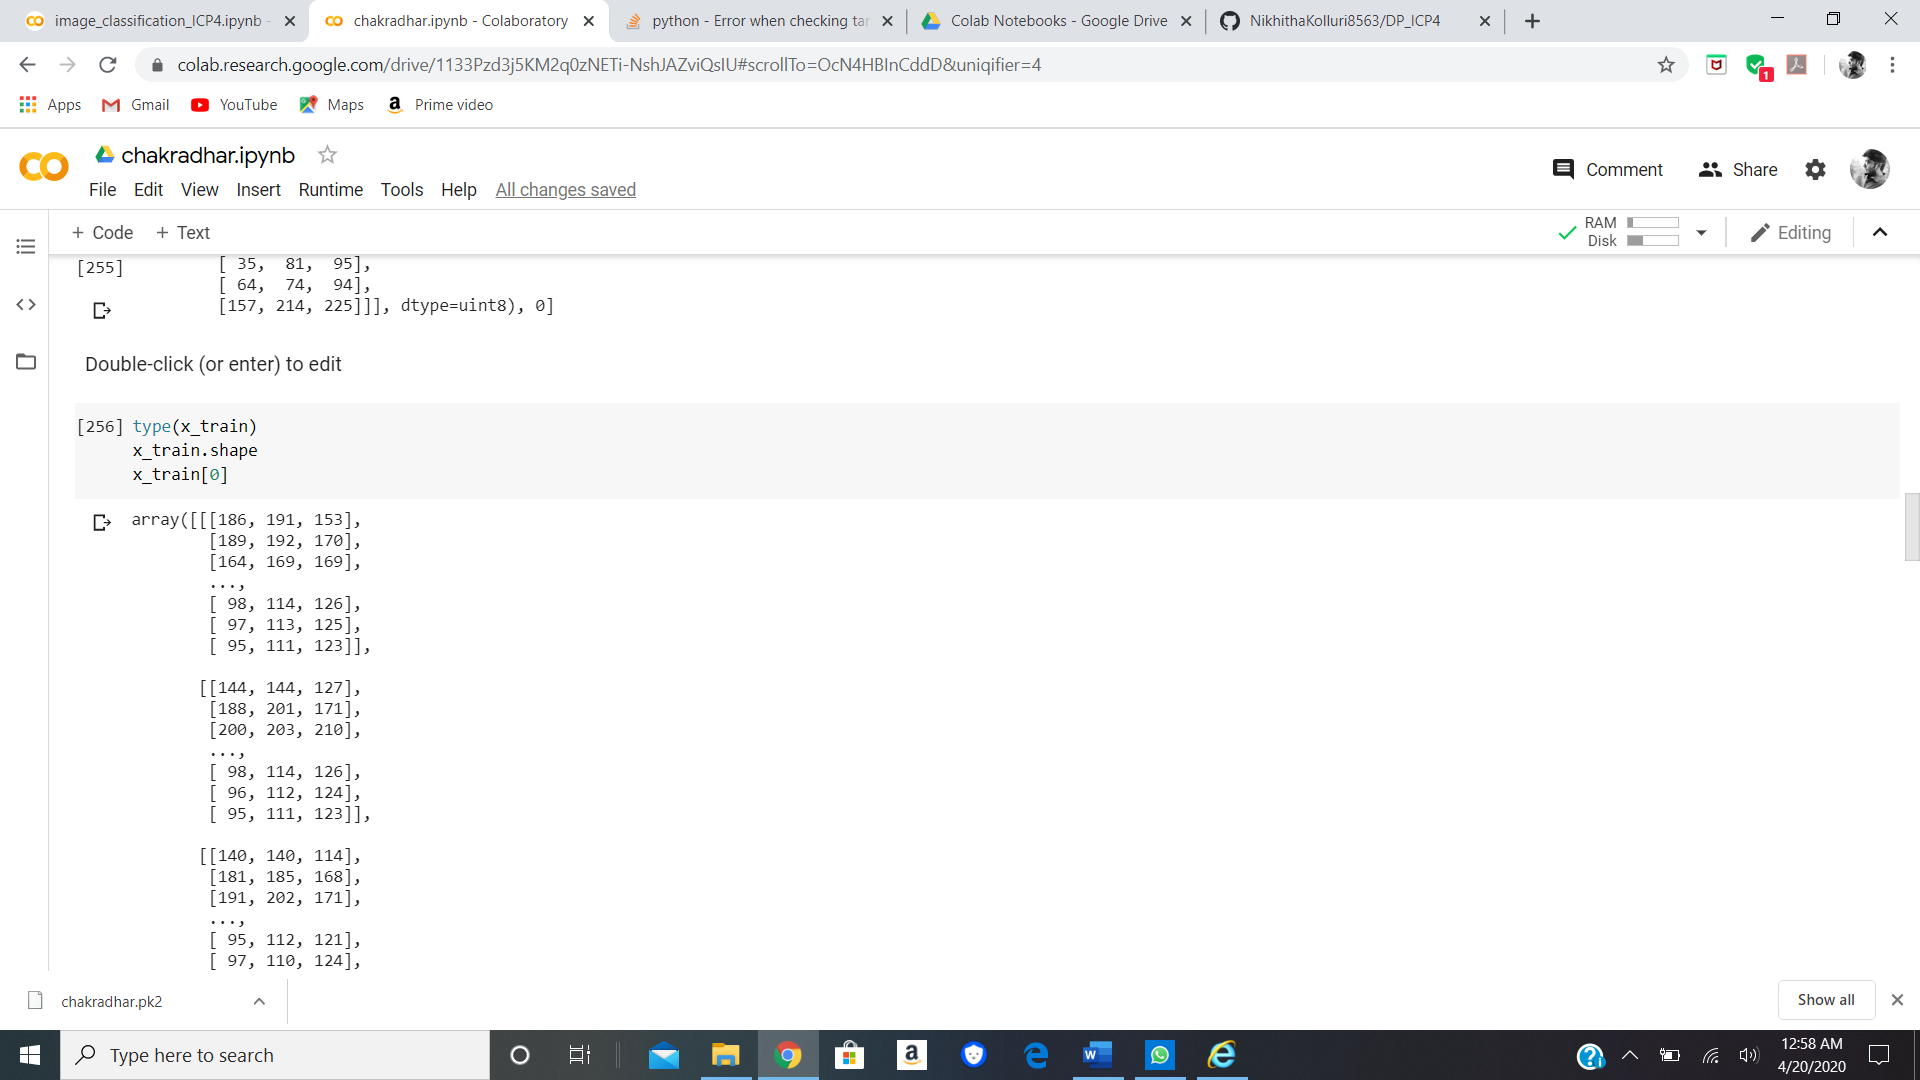 image_classification_ICP4.ipynb -
chakradhar.ipynb - Colaboratory
python - Error when checking tar
Colab Notebooks - Google Drive
NikhithaKolluri8563/DP_ICP4
colab.research.google.com/drive/1133Pzd3j5KM2q0zNETi-NshJAZviQslU#scrollTo=OcN4HBInCddD&uniqifier=4
1
Apps Gmail YouTube Maps Prime video
chakradhar.ipynb
File Edit View Insert Runtime Tools Help All changes saved
Comment Share
+ Code + Text
RAM
Disk
Editing
[255]
[ 35, 81, 95],
[ 64, 74, 94],
[157, 214, 225]]], dtype=uint8), 0]
Double-click (or enter) to edit
[256] type(x_train)
x_train.shape
x_train[0]
array([[[186, 191, 153],
[189, 192, 170],
[164, 169, 169],
...,
[ 98, 114, 126],
[ 97, 113, 125],
[ 95, 111, 123]],
[[144, 144, 127],
[188, 201, 171],
[200, 203, 210],
...,
[ 98, 114, 126],
[ 96, 112, 124],
[ 95, 111, 123]],
[[140, 140, 114],
[181, 185, 168],
[191, 202, 171],
...,
[ 95, 112, 121],
[ 97, 110, 124],
chakradhar.pk2
Show all
Type here to search
12:58 AM
4/20/2020